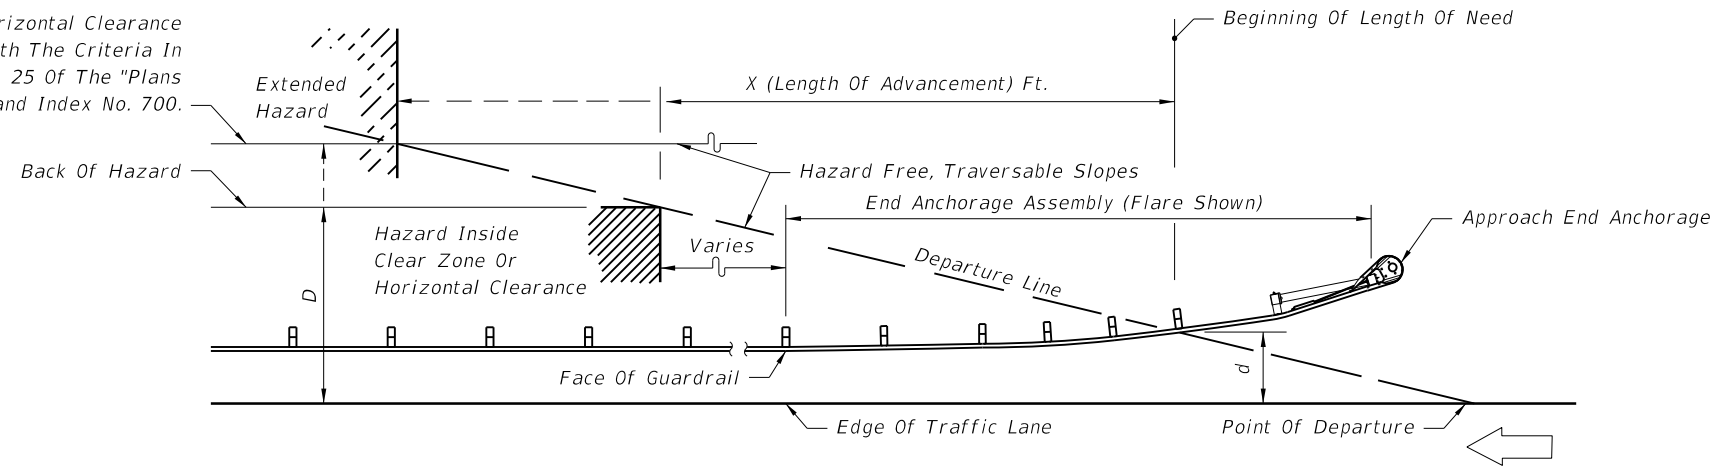 rizontal Clearance
th The Criteria In
25 Of The "Plans
and Index No. 700.
Back Of Hazard
Extended
Hazard
X (Length Of Advancement) Ft.
Beginning Of Length Of Need
Hazard Free, Traversable Slopes
End Anchorage Assembly (Flare Shown)
Approach End Anchorage
Hazard Inside
Clear Zone Or
Horizontal Clearance
Varies
Departure Line
D
d
Face Of Guardrail
Edge Of Traffic Lane
Point Of Departure